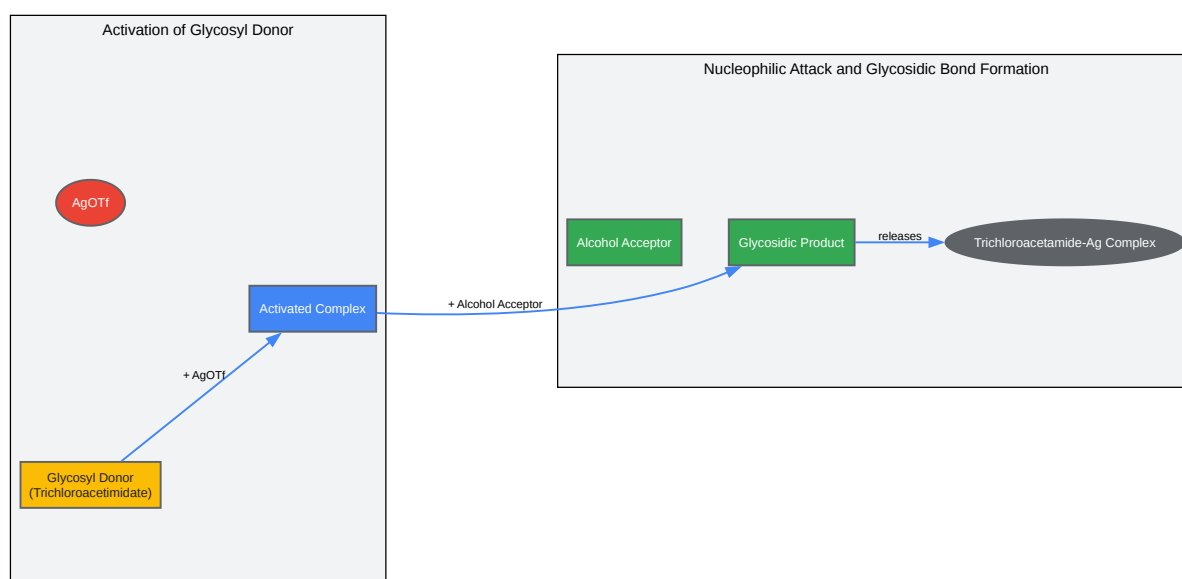 Activation of Glycosyl Donor
AgOTf
Activated Complex
+ AgOTf
Glycosyl Donor
(Trichloroacetimidate)
+ Alcohol Acceptor
Nucleophilic Attack and Glycosidic Bond Formation
Alcohol Acceptor
Glycosidic Product
releases
Trichloroacetamide-Ag Complex